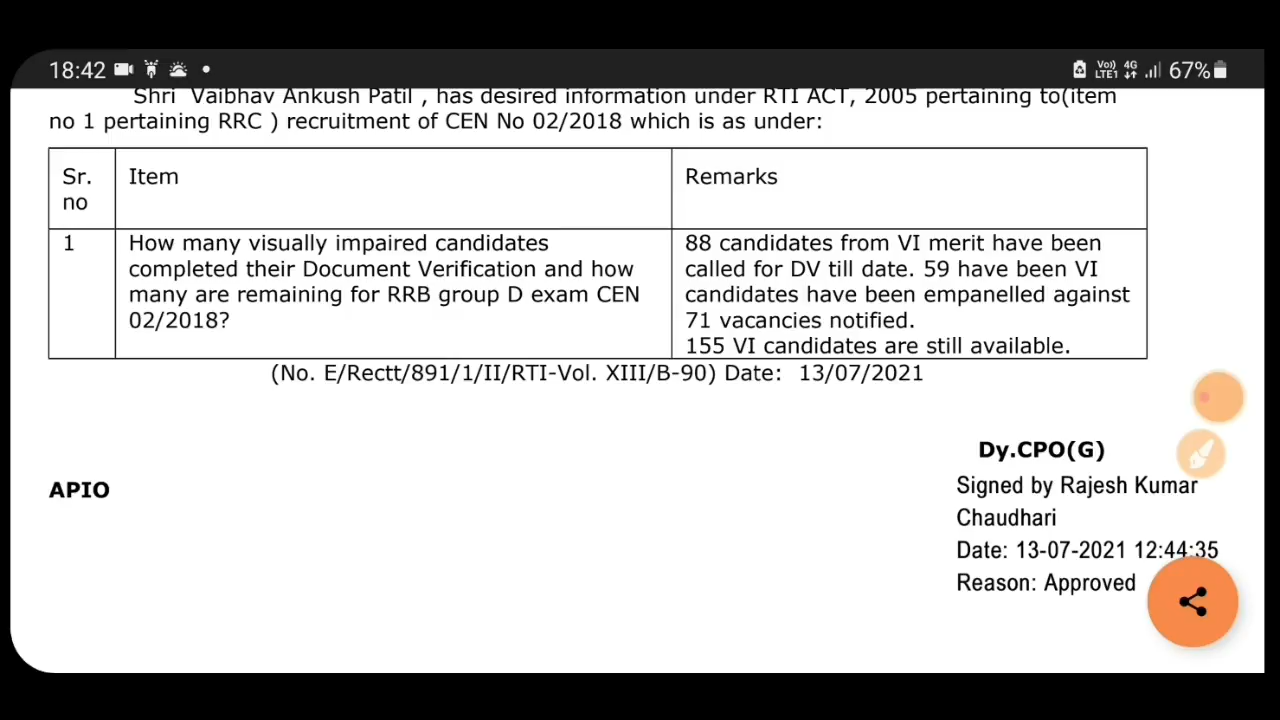 18:42 VoLTE1 4G 67%
Shri Vaibhav Ankush Patil , has desired information under RTI ACT, 2005 pertaining to(item
no 1 pertaining RRC ) recruitment of CEN No 02/2018 which is as under:
Sr.
no
Item
Remarks
1
How many visually impaired candidates
completed their Document Verification and how
many are remaining for RRB group D exam CEN
02/2018?
88 candidates from VI merit have been
called for DV till date. 59 have been VI
candidates have been empanelled against
71 vacancies notified.
155 VI candidates are still available.
(No. E/Rectt/891/1/II/RTI-Vol. XIII/B-90) Date: 13/07/2021
Dy.CPO(G)
APIO
Signed by Rajesh Kumar
Chaudhari
Date: 13-07-2021 12:44:35
Reason: Approved